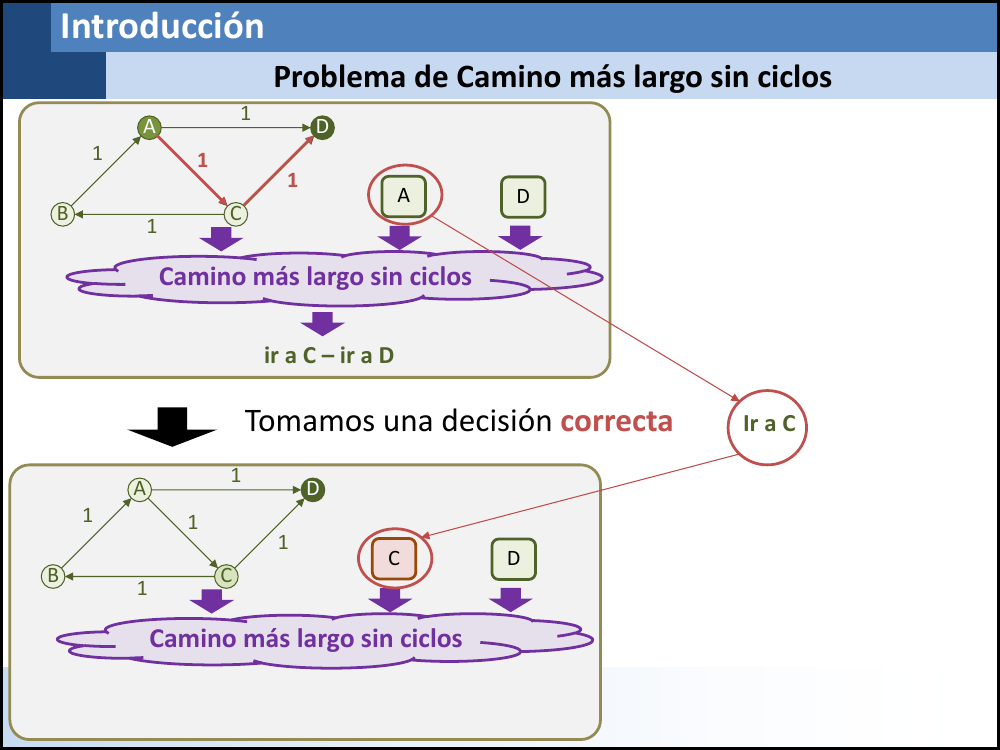 Introducción
Problema de Camino más largo sin ciclos
1
A
D
1
1
1
A
D
B
C
1
Camino más largo sin ciclos
ir a C – ir a D
Tomamos una decisión correcta
Ir a C
1
A
D
1
1
1
C
D
B
C
1
Camino más largo sin ciclos